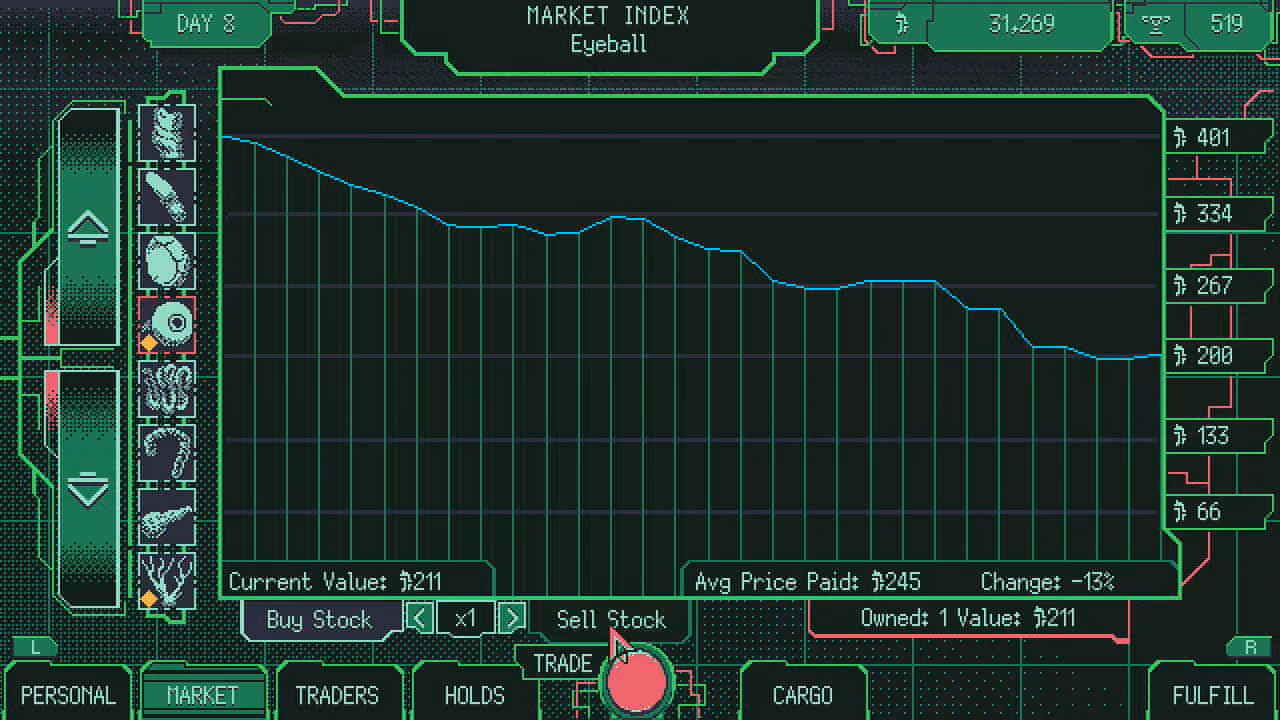 DAY 8
MARKET INDEX
Eyeball
31,269
519
401
334
267
200
133
66
Current Value: 211
Avg Price Paid: 245 Change: -13%
Buy Stock
x1
Sell Stock
Owned: 1 Value: 211
L
R
TRADE
PERSONAL
MARKET
TRADERS
HOLDS
CARGO
FULFILL